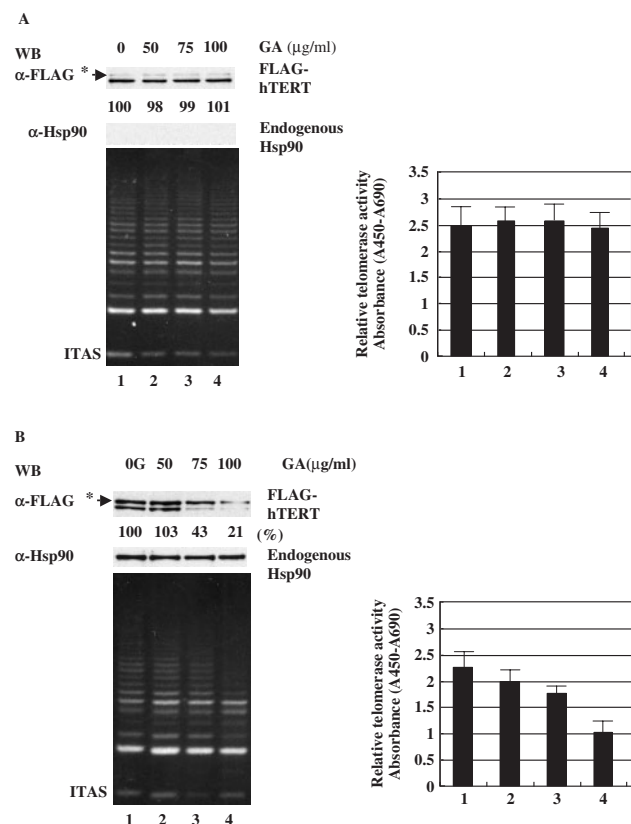 A
WB 0 50 75 100 GA (μg/ml)
α-FLAG * FLAG-
hTERT
100 98 99 101
α-Hsp90 Endogenous
Hsp90
ITAS
1 2 3 4
Relative telomerase activity
Absorbance (A450-A690)
3.5
3
2.5
2
1.5
1
0.5
0
1 2 3 4
B
WB 0G 50 75 100 GA(μg/ml)
α-FLAG * FLAG-
hTERT
100 103 43 21 (%)
α-Hsp90 Endogenous
Hsp90
ITAS
1 2 3 4
Relative telomerase activity
Absorbance (A450-A690)
3.5
3
2.5
2
1.5
1
0.5
0
1 2 3 4